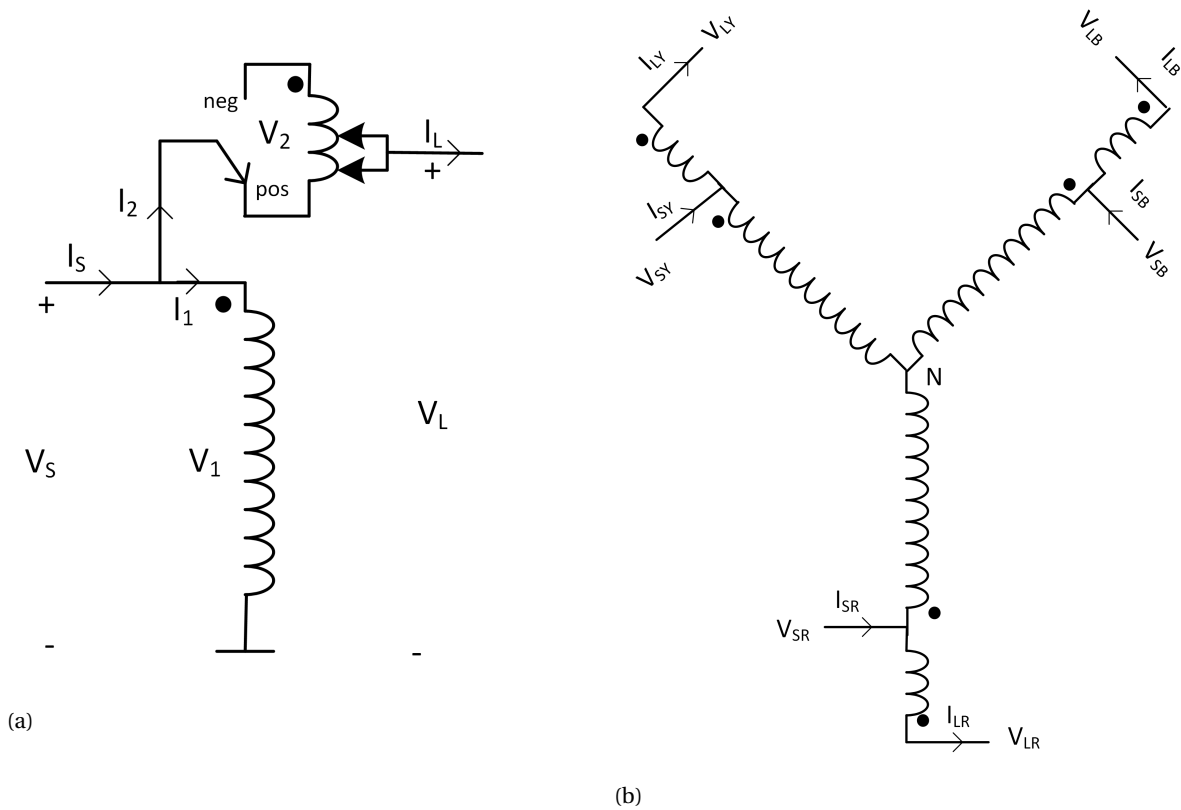 neg
V2
IL
+
pos
I2
IS
+
I1
VL
VS
V1
-
-
(a)
VLY
ILY
VLB
ILB
ISY
VSY
ISB
VSB
N
ISR
VSR
ILR
VLR
(b)